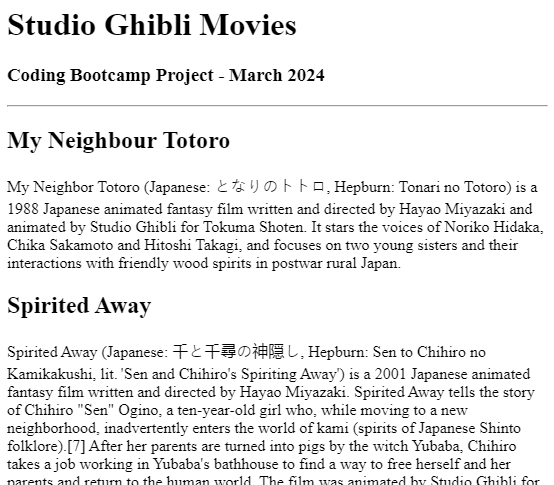 Studio Ghibli Movies
Coding Bootcamp Project - March 2024
My Neighbour Totoro
My Neighbor Totoro (Japanese: となりのトトロ, Hepburn: Tonari no Totoro) is a
1988 Japanese animated fantasy film written and directed by Hayao Miyazaki and
animated by Studio Ghibli for Tokuma Shoten. It stars the voices of Noriko Hidaka,
Chika Sakamoto and Hitoshi Takagi, and focuses on two young sisters and their
interactions with friendly wood spirits in postwar rural Japan.
Spirited Away
Spirited Away (Japanese: 千と千尋の神隠し, Hepburn: Sen to Chihiro no
Kamikakushi, lit. 'Sen and Chihiro's Spiriting Away') is a 2001 Japanese animated
fantasy film written and directed by Hayao Miyazaki. Spirited Away tells the story
of Chihiro "Sen" Ogino, a ten-year-old girl who, while moving to a new
neighborhood, inadvertently enters the world of kami (spirits of Japanese Shinto
folklore).[7] After her parents are turned into pigs by the witch Yubaba, Chihiro
takes a job working in Yubaba's bathhouse to find a way to free herself and her
parents and return to the human world. The film was animated by Studio Ghibli for